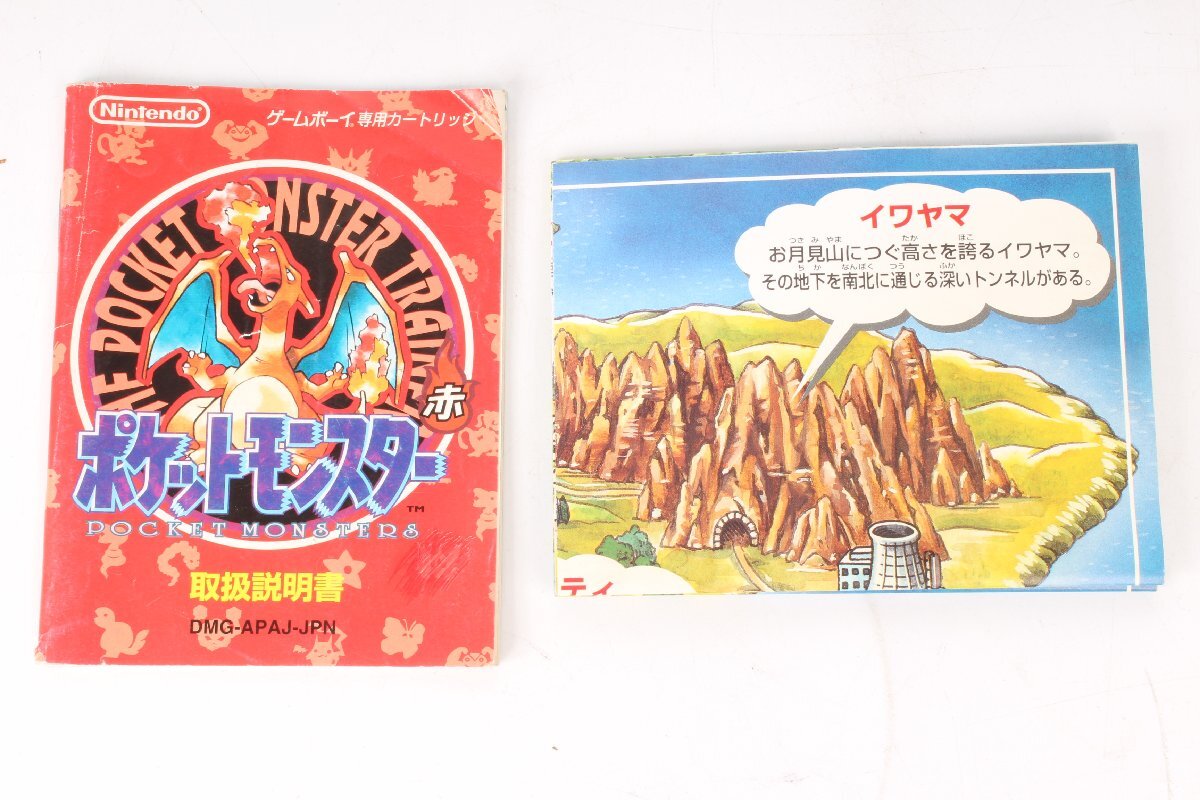 Nintendo
ゲームボーイ専用カートリッジ
THE POCKET MONSTER TRAINER
赤
ポケットモンスター
TM
POCKET MONSTERS
取扱説明書
DMG-APAJ-JPN
イワヤマ
つきみやま たか ほこ
お月見山につぐ高さを誇るイワヤマ。
ちか なんぼく つう ふか
その地下を南北に通じる深いトンネルがある。
ティ